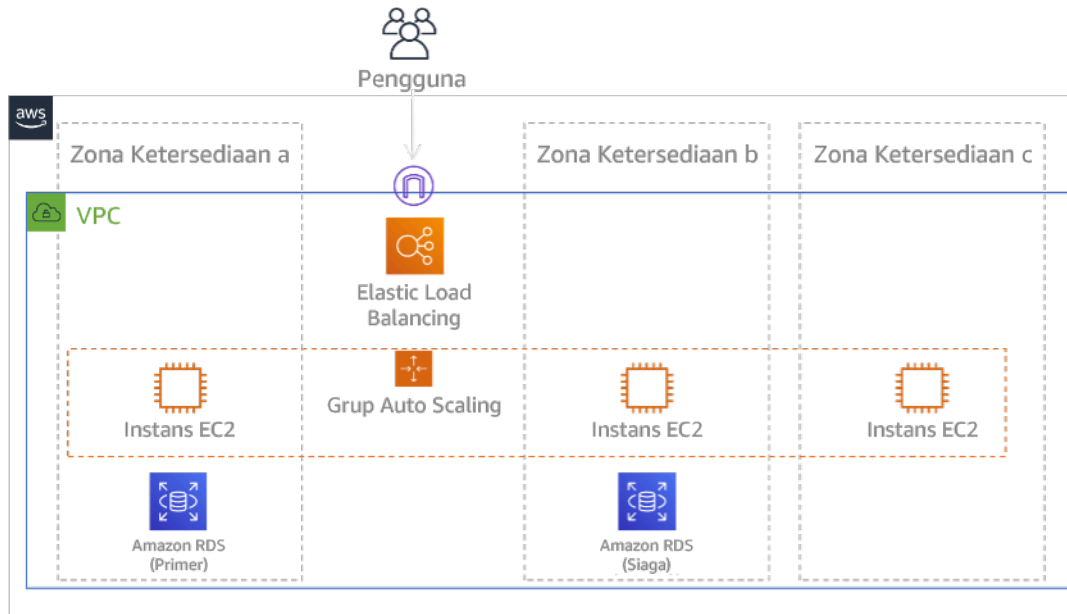 Pengguna
aws
Zona Ketersediaan a
Zona Ketersediaan b
Zona Ketersediaan c
VPC
Elastic Load
Balancing
Grup Auto Scaling
Instans EC2
Instans EC2
Instans EC2
Amazon RDS
(Primer)
Amazon RDS
(Siaga)